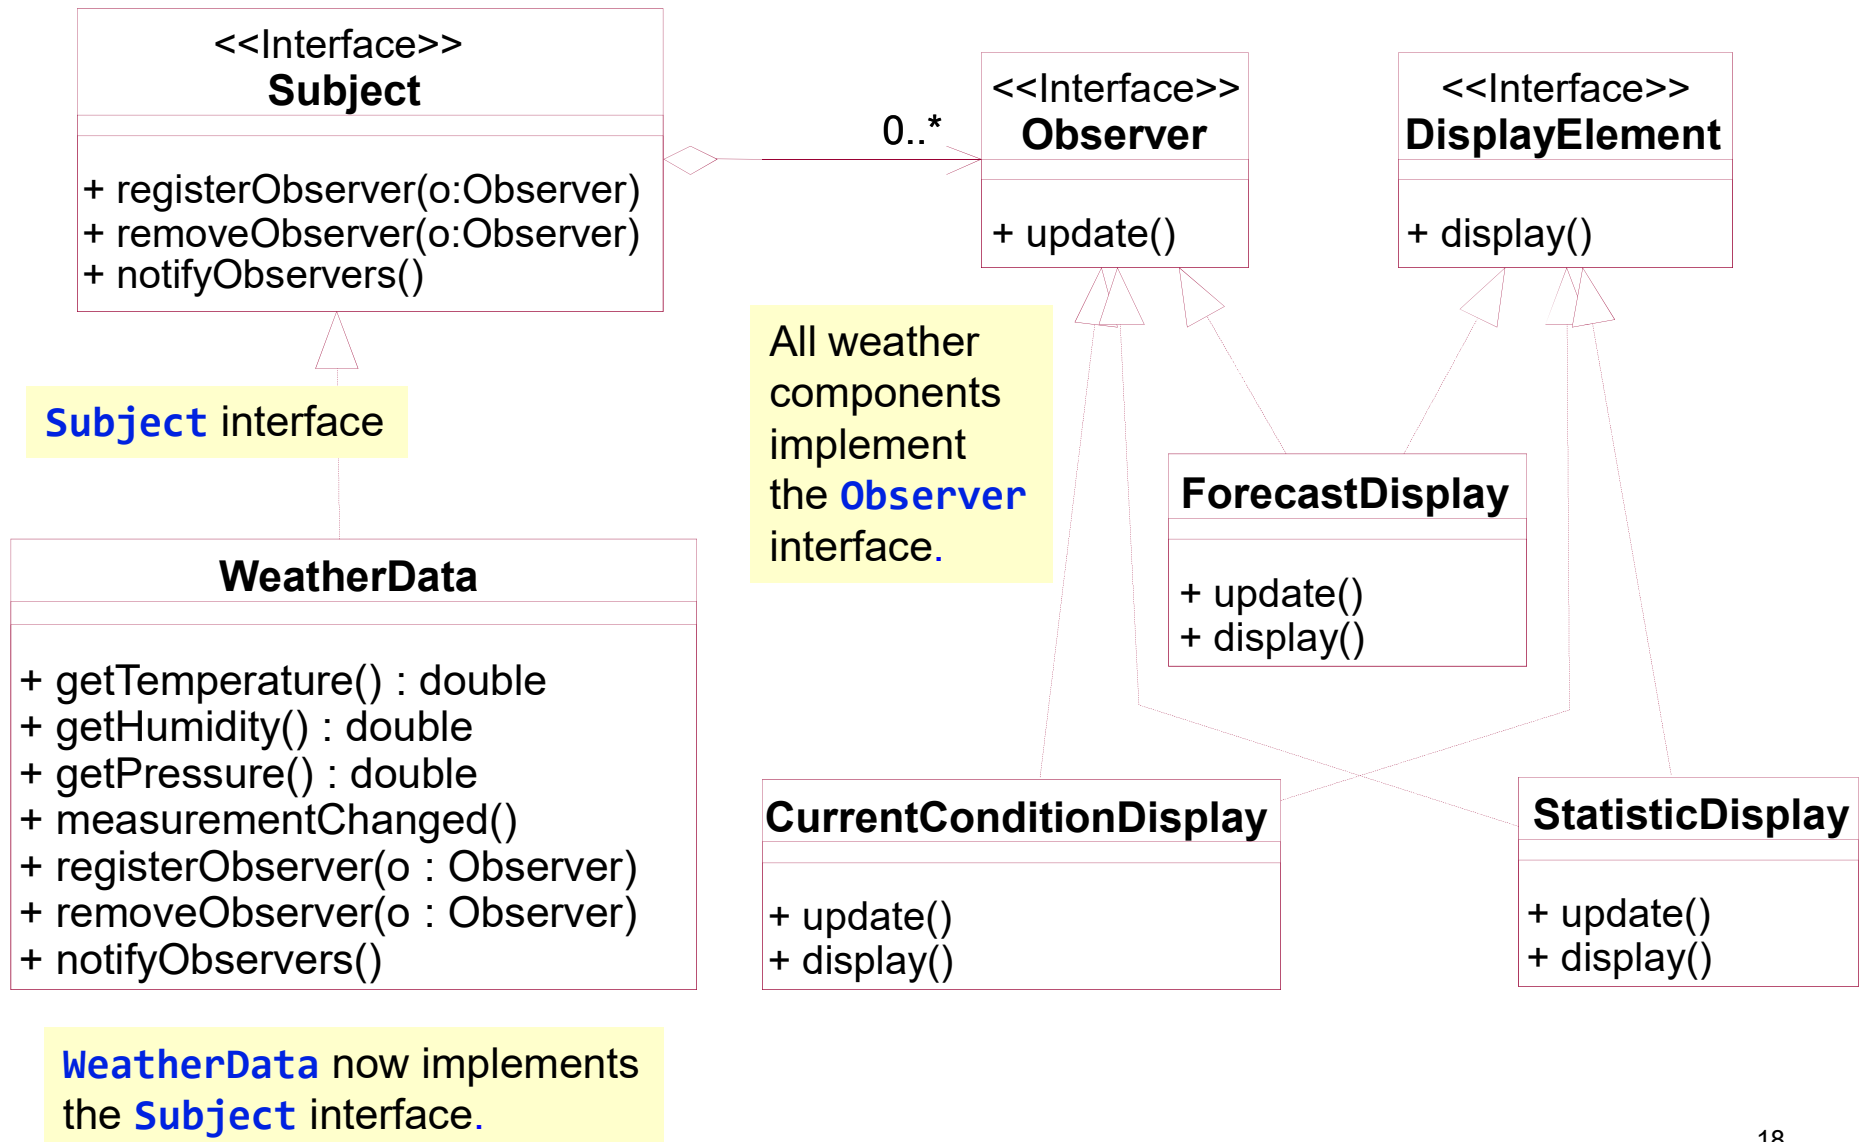 <<Interface>>
Subject
+ registerObserver(o:Observer)
+ removeObserver(o:Observer)
+ notifyObservers()
0..*
<<Interface>>
Observer
+ update()
<<Interface>>
DisplayElement
+ display()
Subject interface
All weather
components
implement
the Observer
interface.
ForecastDisplay
+ update()
+ display()
WeatherData
+ getTemperature() : double
+ getHumidity() : double
+ getPressure() : double
+ measurementChanged()
+ registerObserver(o : Observer)
+ removeObserver(o : Observer)
+ notifyObservers()
CurrentConditionDisplay
+ update()
+ display()
StatisticDisplay
+ update()
+ display()
WeatherData now implements
the Subject interface.
18